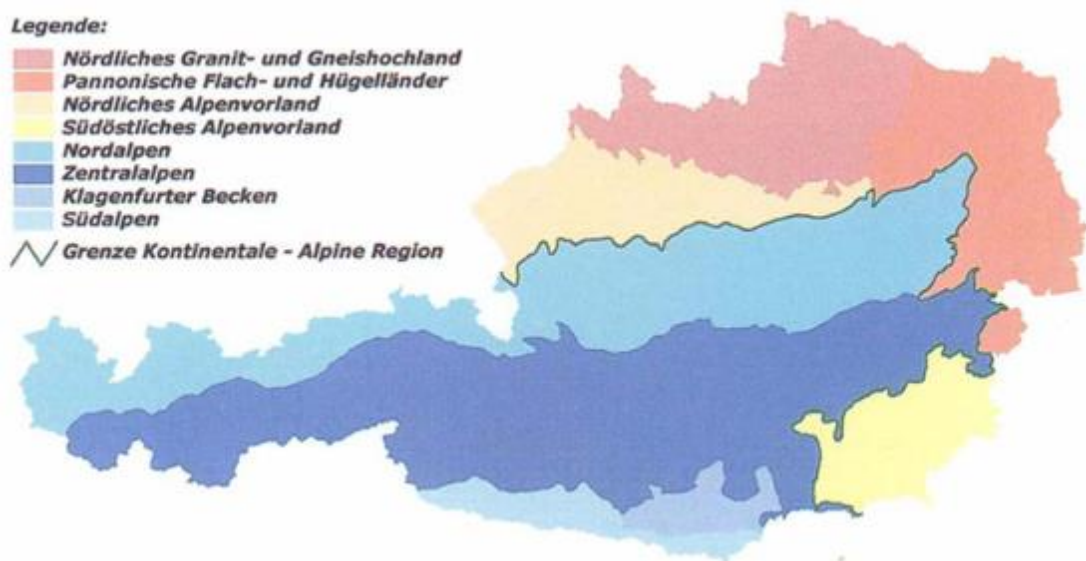 Legende:
Nördliches Granit- und Gneishochland
Pannonische Flach- und Hügelländer
Nördliches Alpenvorland
Südöstliches Alpenvorland
Nordalpen
Zentralalpen
Klagenfurter Becken
Südalpen
Grenze Kontinentale - Alpine Region